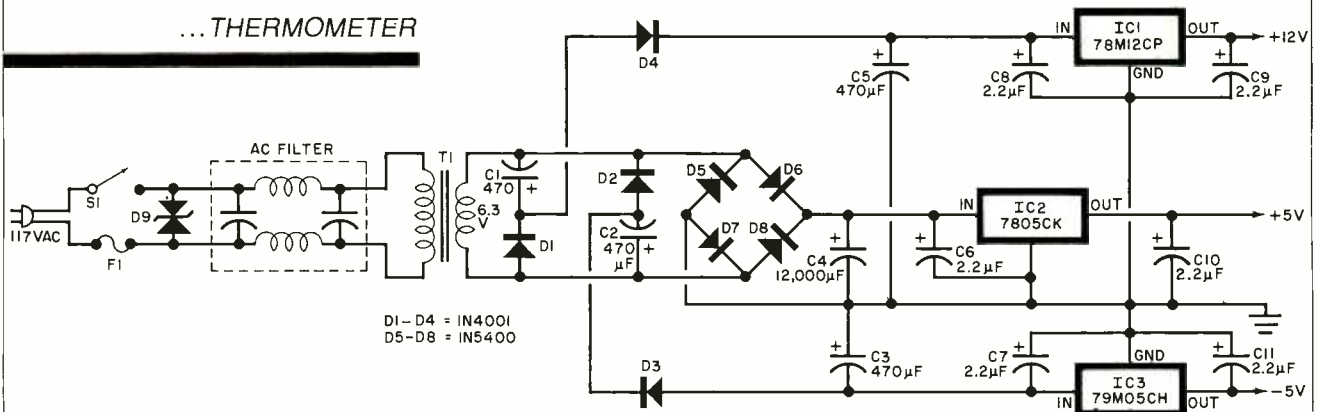 ...THERMOMETER
D4
IN
IC1
78M12CP
OUT
+12V
GND
+
C5
470µF
+
C8
2.2µF
+
C9
2.2µF
AC FILTER
T1
C1
470
+
D2
D5
D6
S1
D9
6.3
V
D1
C2
470
µF
+
D7
D8
IN
IC2
7805CK
OUT
+5V
117VAC
F1
+
C4
12,000µF
+
C6
2.2µF
+
C10
2.2µF
D1-D4 = IN4001
D5-D8 = IN5400
D3
+
C3
470µF
+
C7
2.2µF
GND
+
C11
2.2µF
IN
IC3
79M05CH
OUT
-5V